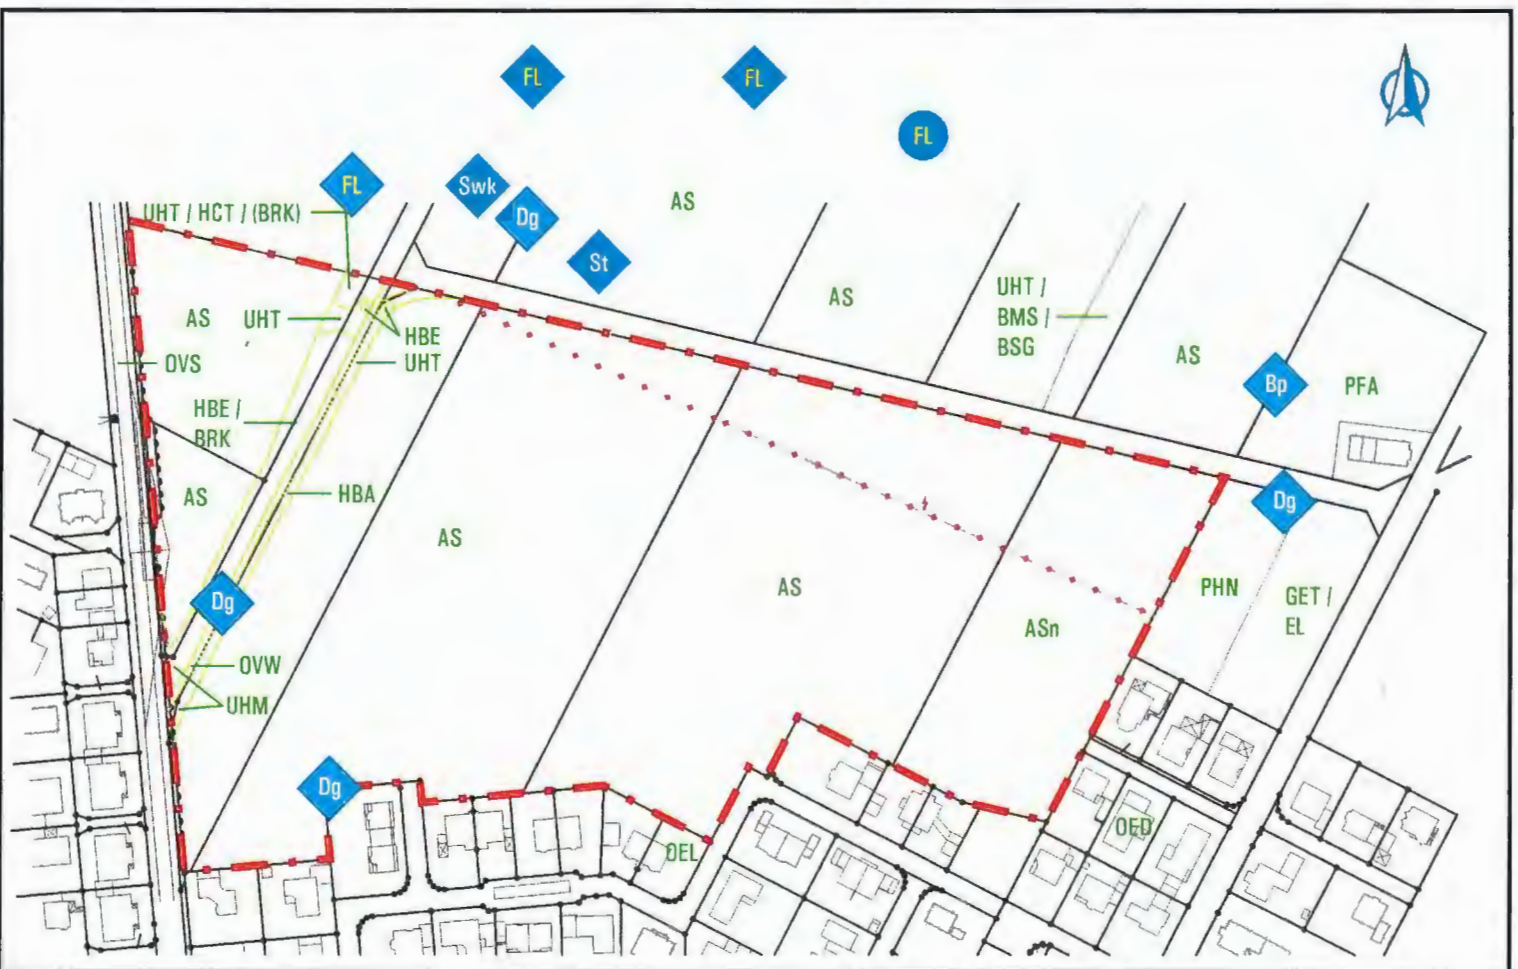 FL
FL
FL
FL
Swk
Dg
AS
UHT / HCT / (BRK)
St
AS
UHT /
BMS /
BSG
AS
UHT
HBE
UHT
AS
OVS
Bp
PFA
HBE /
BRK
AS
HBA
Dg
AS
AS
PHN
GET /
EL
Dg
ASn
OVW
UHM
Dg
OED
OEL